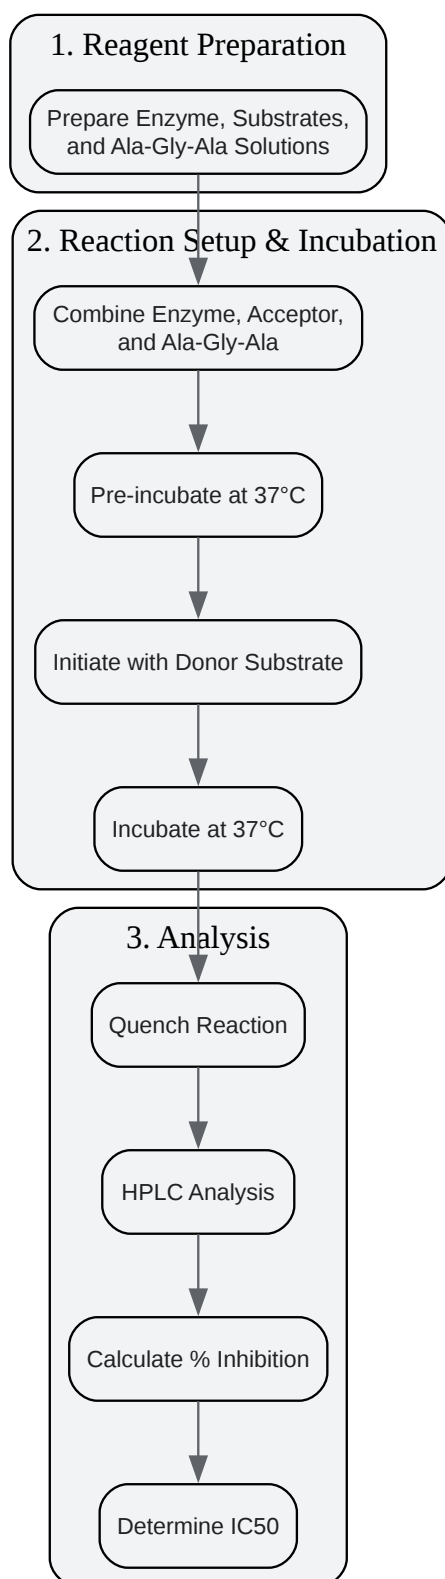 1. Reagent Preparation
Prepare Enzyme, Substrates,
and Ala-Gly-Ala Solutions
2. Reaction Setup & Incubation
Combine Enzyme, Acceptor,
and Ala-Gly-Ala
Pre-incubate at 37°C
Initiate with Donor Substrate
Incubate at 37°C
3. Analysis
Quench Reaction
HPLC Analysis
Calculate % Inhibition
Determine IC50